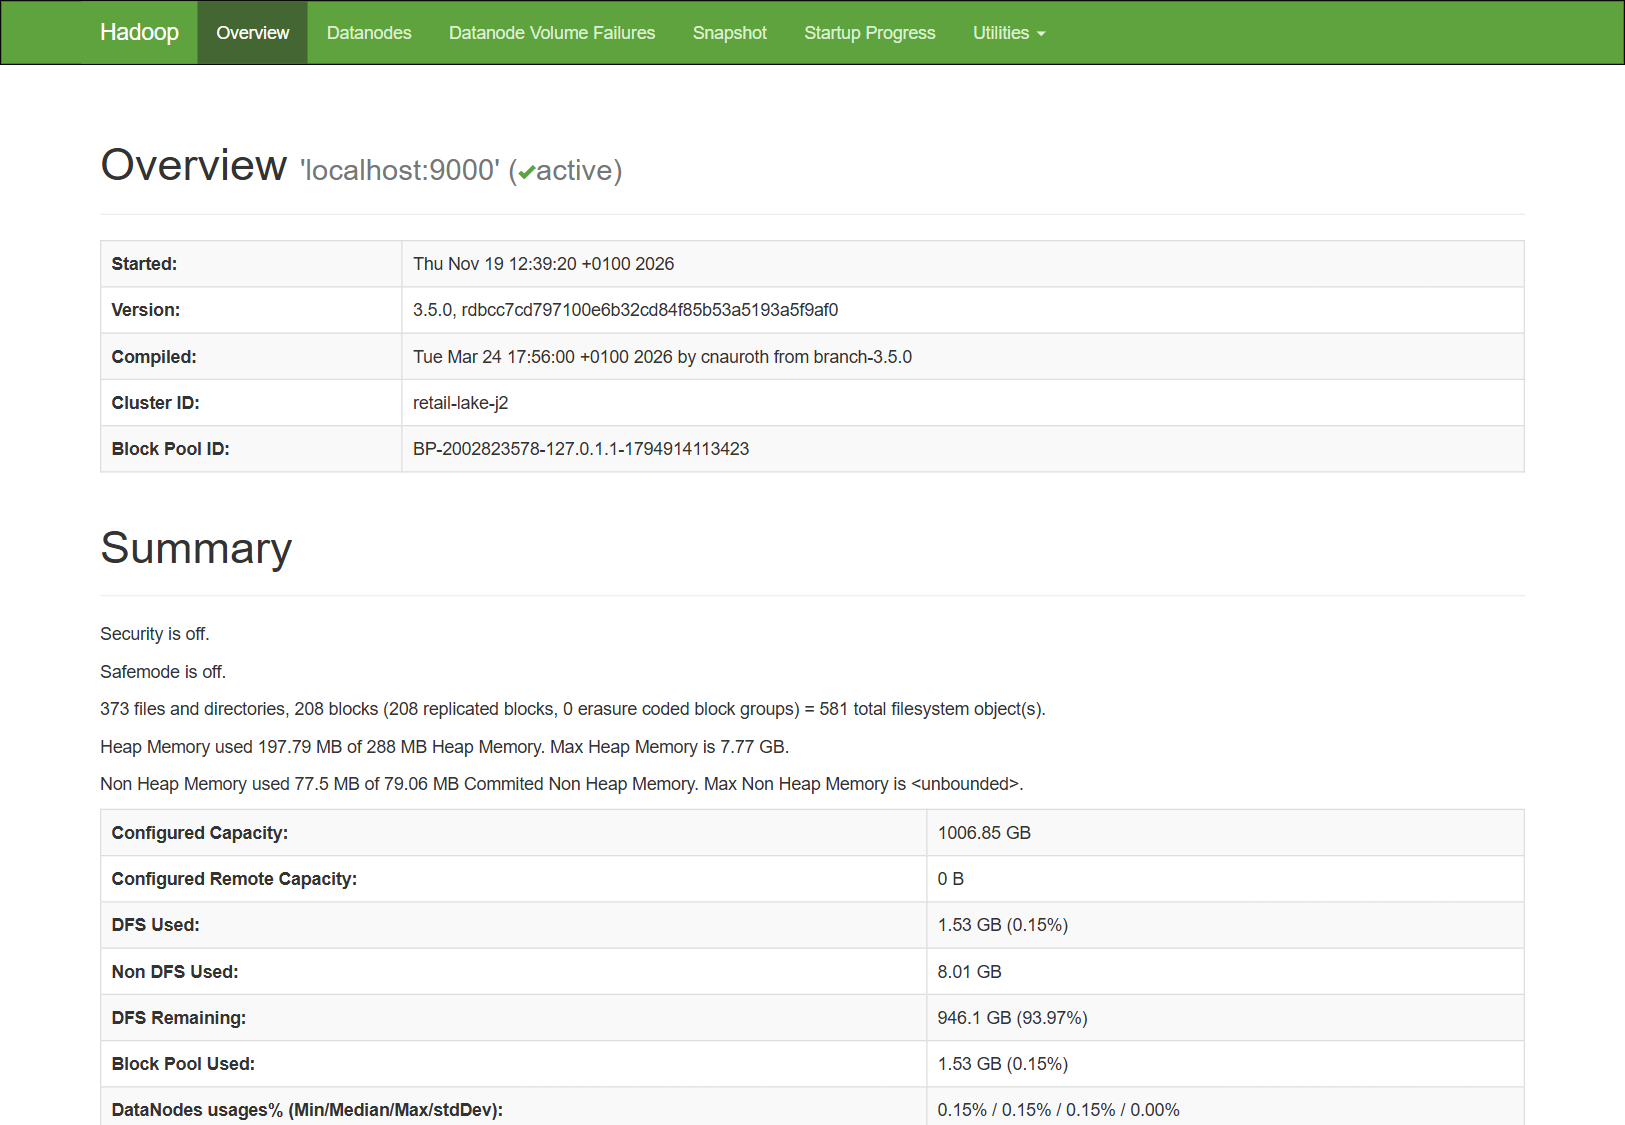 Hadoop Overview Datanodes Datanode Volume Failures Snapshot Startup Progress Utilities
Overview 'localhost:9000' (✔active)
Started: Thu Nov 19 12:39:20 +0100 2026
Version: 3.5.0, rdbcc7cd797100e6b32cd84f85b53a5193a5f9af0
Compiled: Tue Mar 24 17:56:00 +0100 2026 by cnauroth from branch-3.5.0
Cluster ID: retail-lake-j2
Block Pool ID: BP-2002823578-127.0.1.1-1794914113423
Summary
Security is off.
Safemode is off.
373 files and directories, 208 blocks (208 replicated blocks, 0 erasure coded block groups) = 581 total filesystem object(s).
Heap Memory used 197.79 MB of 288 MB Heap Memory. Max Heap Memory is 7.77 GB.
Non Heap Memory used 77.5 MB of 79.06 MB Commited Non Heap Memory. Max Non Heap Memory is <unbounded>.
Configured Capacity: 1006.85 GB
Configured Remote Capacity: 0 B
DFS Used: 1.53 GB (0.15%)
Non DFS Used: 8.01 GB
DFS Remaining: 946.1 GB (93.97%)
Block Pool Used: 1.53 GB (0.15%)
DataNodes usages% (Min/Median/Max/stdDev): 0.15% / 0.15% / 0.15% / 0.00%